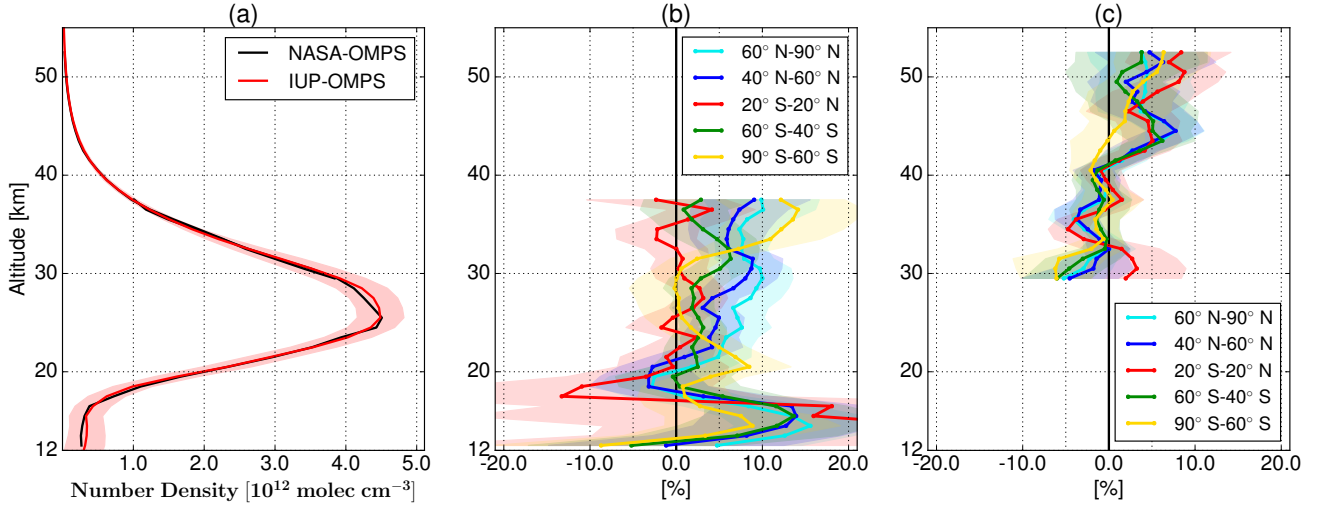 (a)
(b)
(c)
NASA-OMPS
IUP-OMPS
60° N-90° N
40° N-60° N
20° S-20° N
60° S-40° S
90° S-60° S
60° N-90° N
40° N-60° N
20° S-20° N
60° S-40° S
90° S-60° S
Altitude [km]
50
40
30
20
12
1.0 2.0 3.0 4.0 5.0
Number Density [10¹² molec cm⁻³]
50
40
30
20
12
-20.0 -10.0 0.0 10.0 20.0
[%]
50
40
30
20
12
-20.0 -10.0 0.0 10.0 20.0
[%]